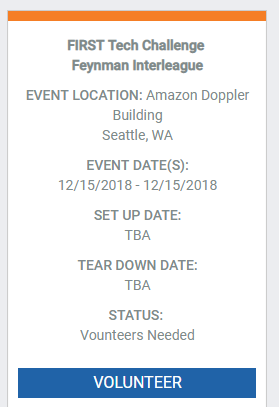 FIRST Tech Challenge
Feynman Interleague
EVENT LOCATION: Amazon Doppler
Building
Seattle, WA
EVENT DATE(S):
12/15/2018 - 12/15/2018
SET UP DATE:
TBA
TEAR DOWN DATE:
TBA
STATUS:
Vounteers Needed
VOLUNTEER